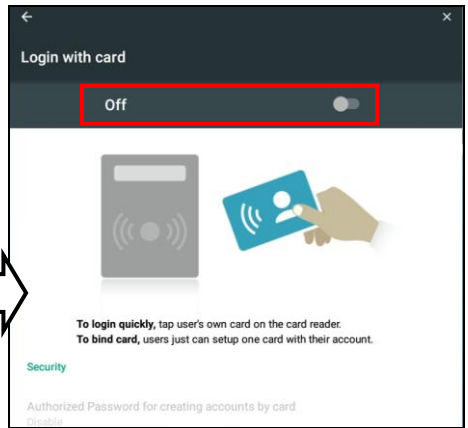 Login with card
Off
To login quickly, tap user's own card on the card reader.
To bind card, users just can setup one card with their account.
Security
Authorized Password for creating accounts by card
Disable